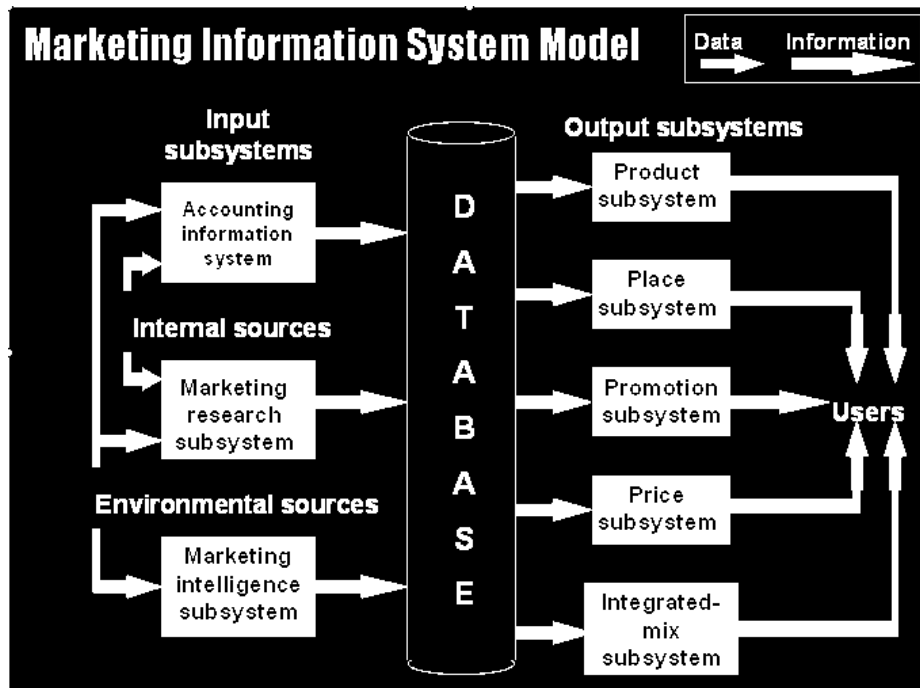 Marketing Information System Model
Data
Information
Input
subsystems
Accounting
information
system
Internal sources
Marketing
research
subsystem
Environmental sources
Marketing
intelligence
subsystem
DATABASE
Output subsystems
Product
subsystem
Place
subsystem
Promotion
subsystem
Price
subsystem
Integrated-
mix
subsystem
Users